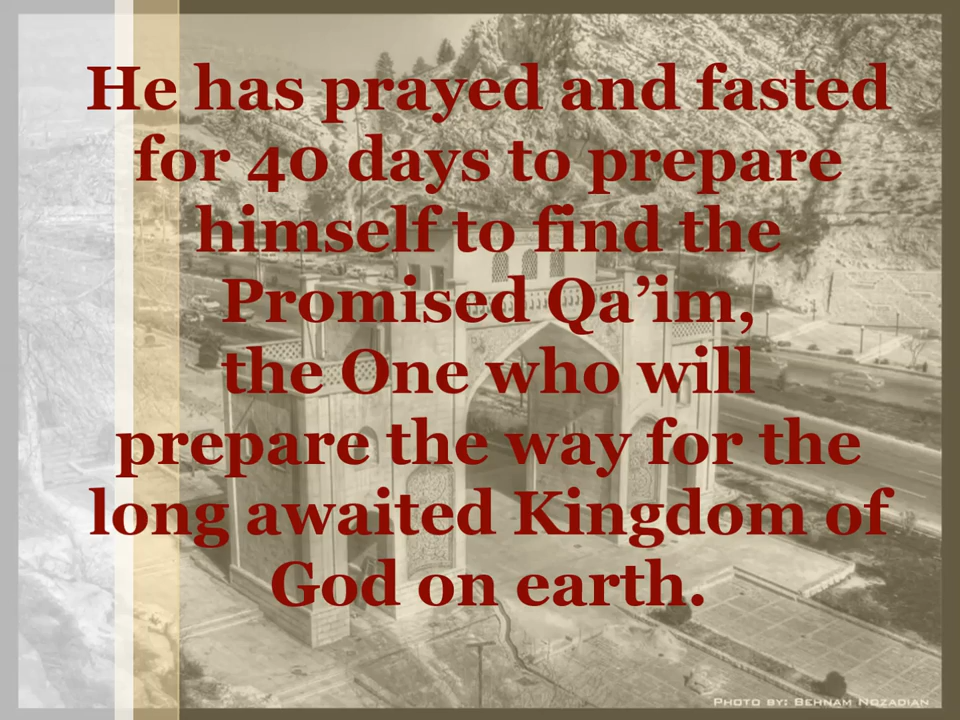 He has prayed and fasted
for 40 days to prepare
himself to find the
Promised Qa’im,
the One who will
prepare the way for the
long awaited Kingdom of
God on earth.
Photo by: Behnam Nozadian